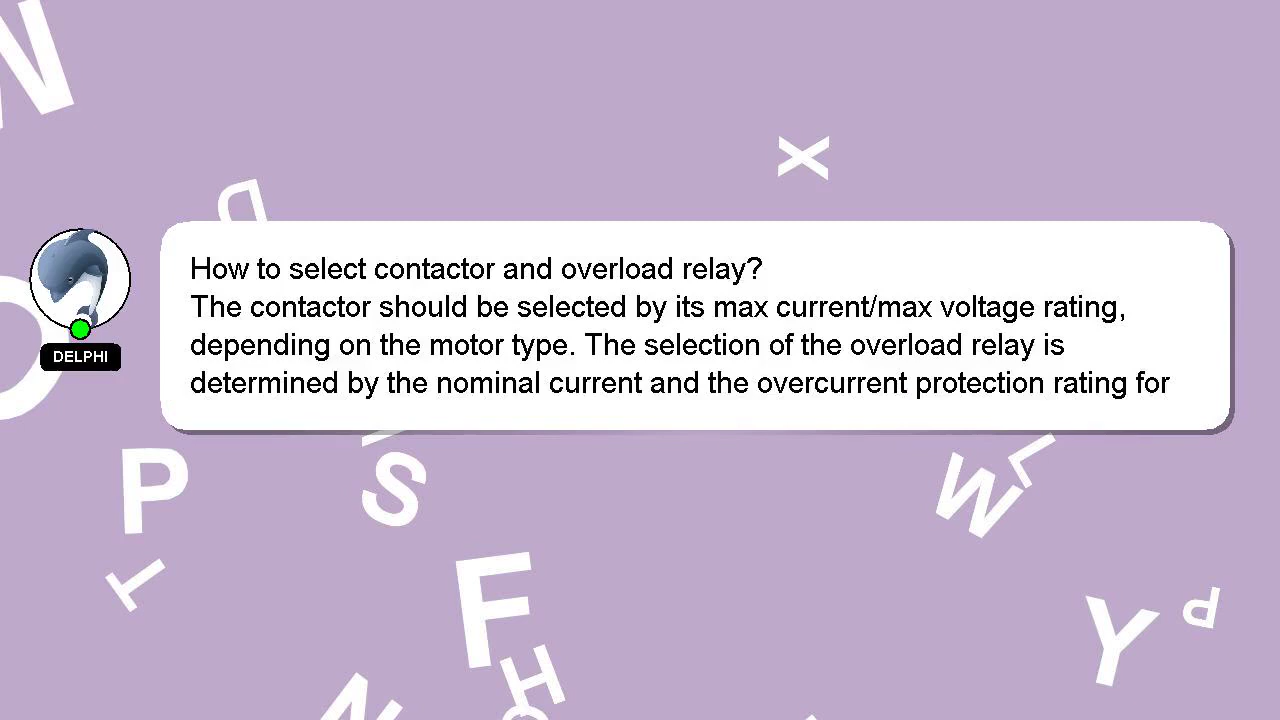 N
X
D
How to select contactor and overload relay?
The contactor should be selected by its max current/max voltage rating,
depending on the motor type. The selection of the overload relay is
determined by the nominal current and the overcurrent protection rating for
DELPHI
P
S
W
L
T
F
Y
P
H
N